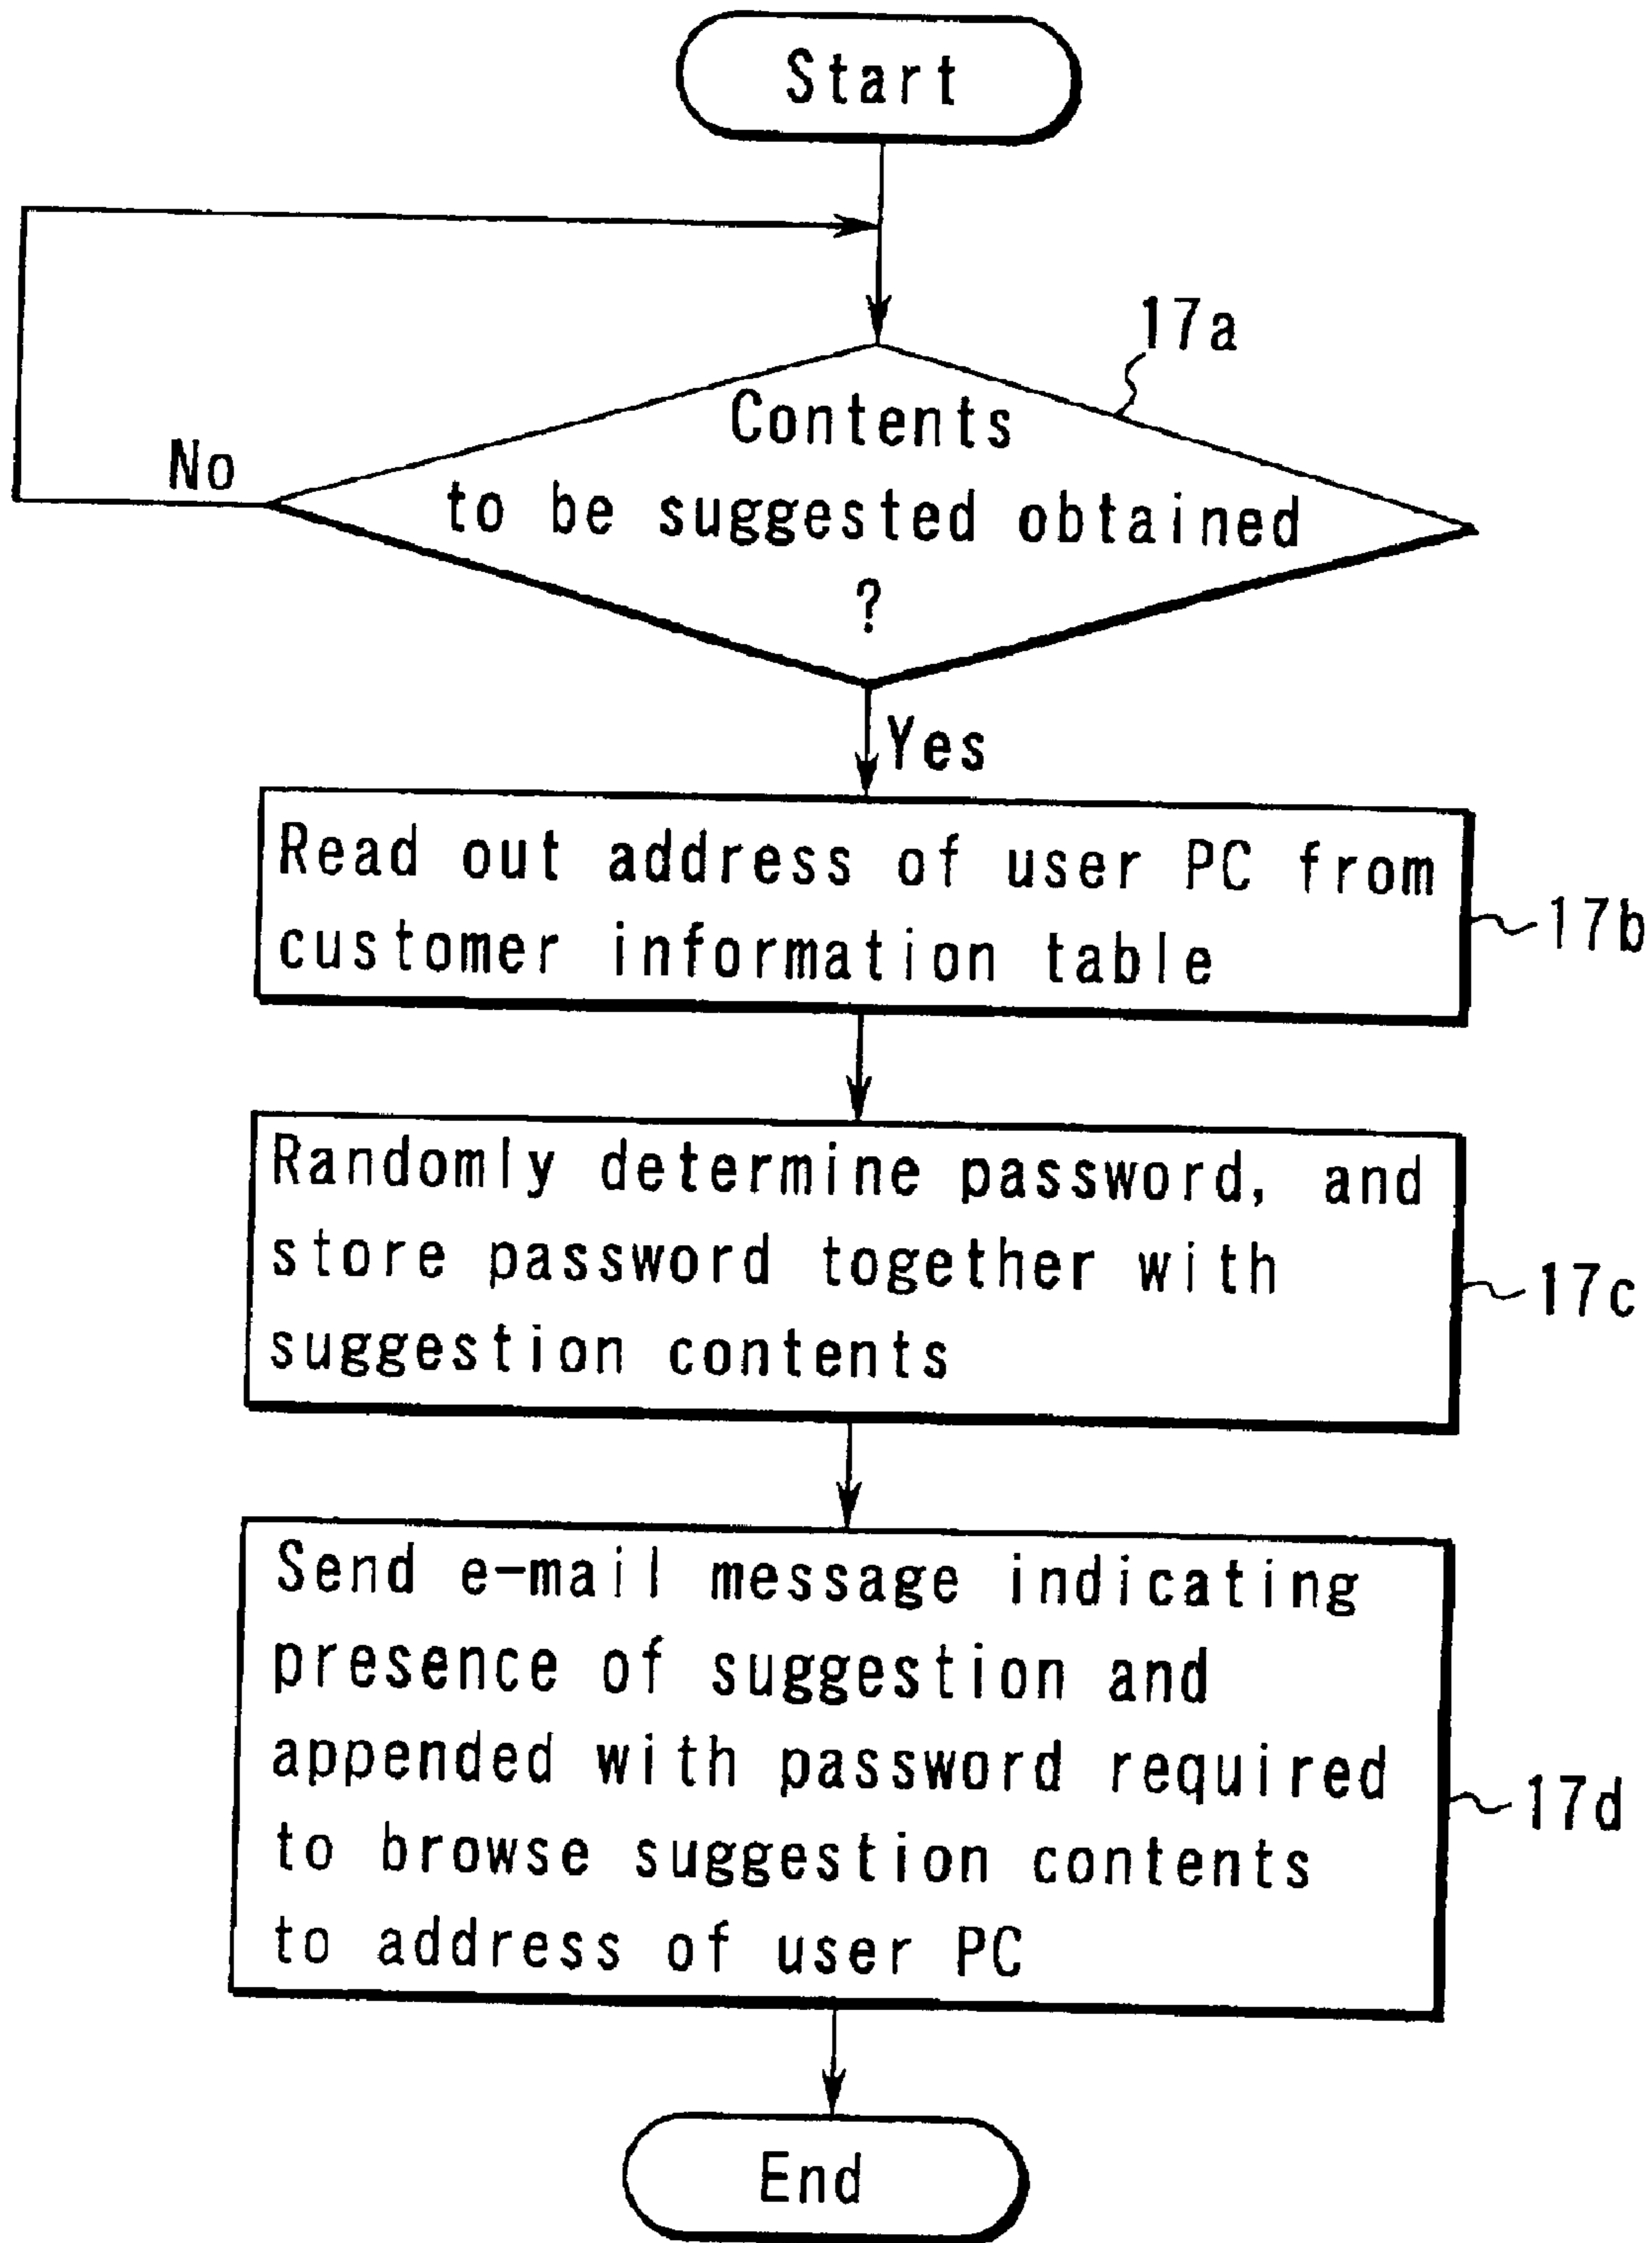 Start
17a
Contents
to be suggested obtained
?
No
Yes
Read out address of user PC from
customer information table
17b
Randomly determine password, and
store password together with
suggestion contents
17c
Send e-mail message indicating
presence of suggestion and
appended with password required
to browse suggestion contents
to address of user PC
17d
End